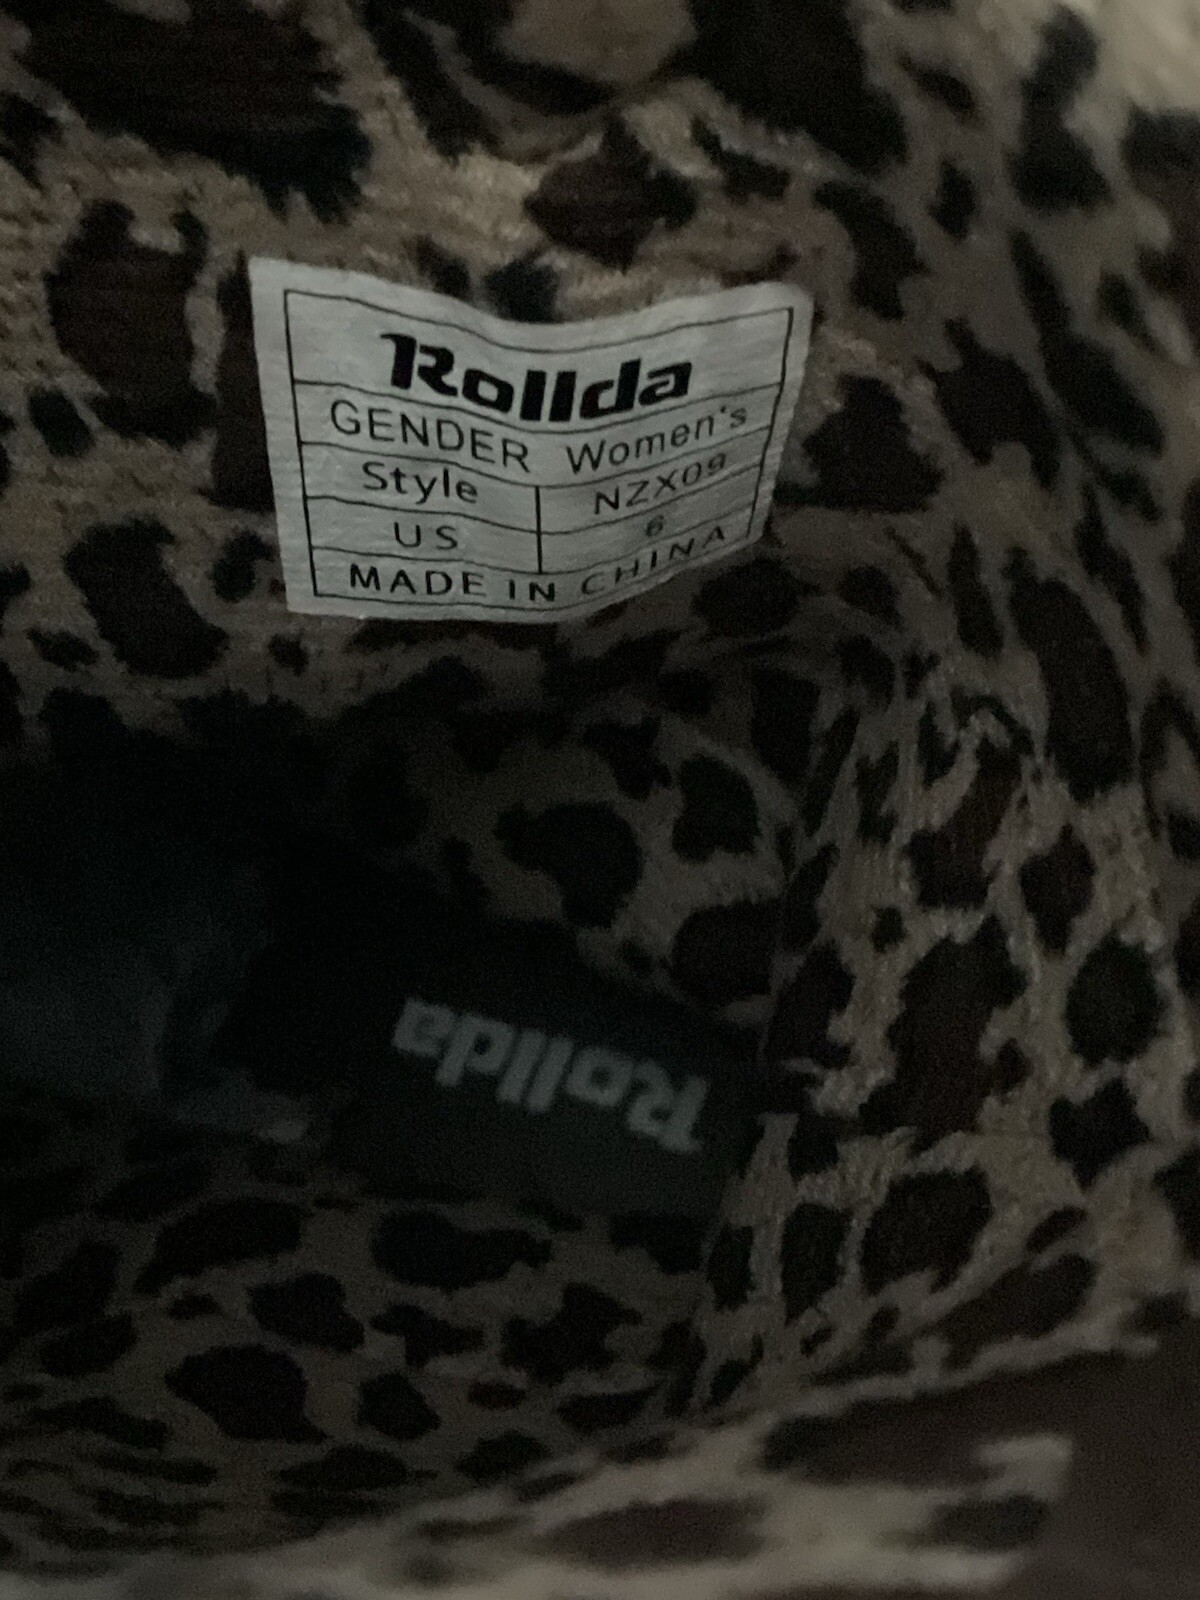 Rollda
GENDER Women's
Style NZX09
US 6
MADE IN CHINA
Rollda